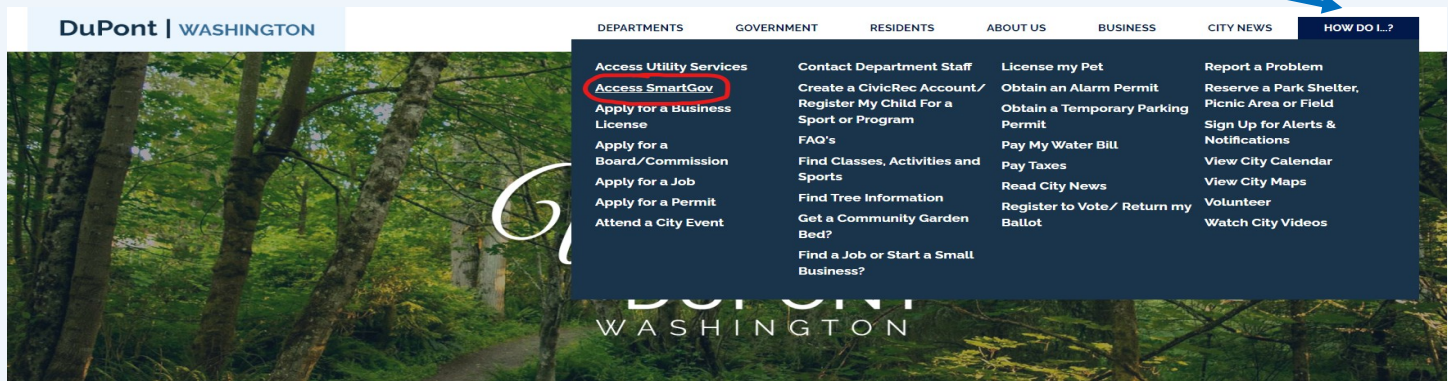 DuPont | WASHINGTON
DEPARTMENTS GOVERNMENT RESIDENTS ABOUT US BUSINESS CITY NEWS HOW DO I...?
Access Utility Services
Access SmartGov
Apply for a Business
License
Apply for a
Board/Commission
Apply for a Job
Apply for a Permit
Attend a City Event
Contact Department Staff
Create a CivicRec Account/
Register My Child For a
Sport or Program
FAQ's
Find Classes, Activities and
Sports
Find Tree Information
Get a Community Garden
Bed?
Find a Job or Start a Small
Business?
License my Pet
Obtain an Alarm Permit
Obtain a Temporary Parking
Permit
Pay My Water Bill
Pay Taxes
Read City News
Register to Vote/ Return my
Ballot
Report a Problem
Reserve a Park Shelter,
Picnic Area or Field
Sign Up for Alerts &
Notifications
View City Calendar
View City Maps
Volunteer
Watch City Videos
DUPONT
WASHINGTON